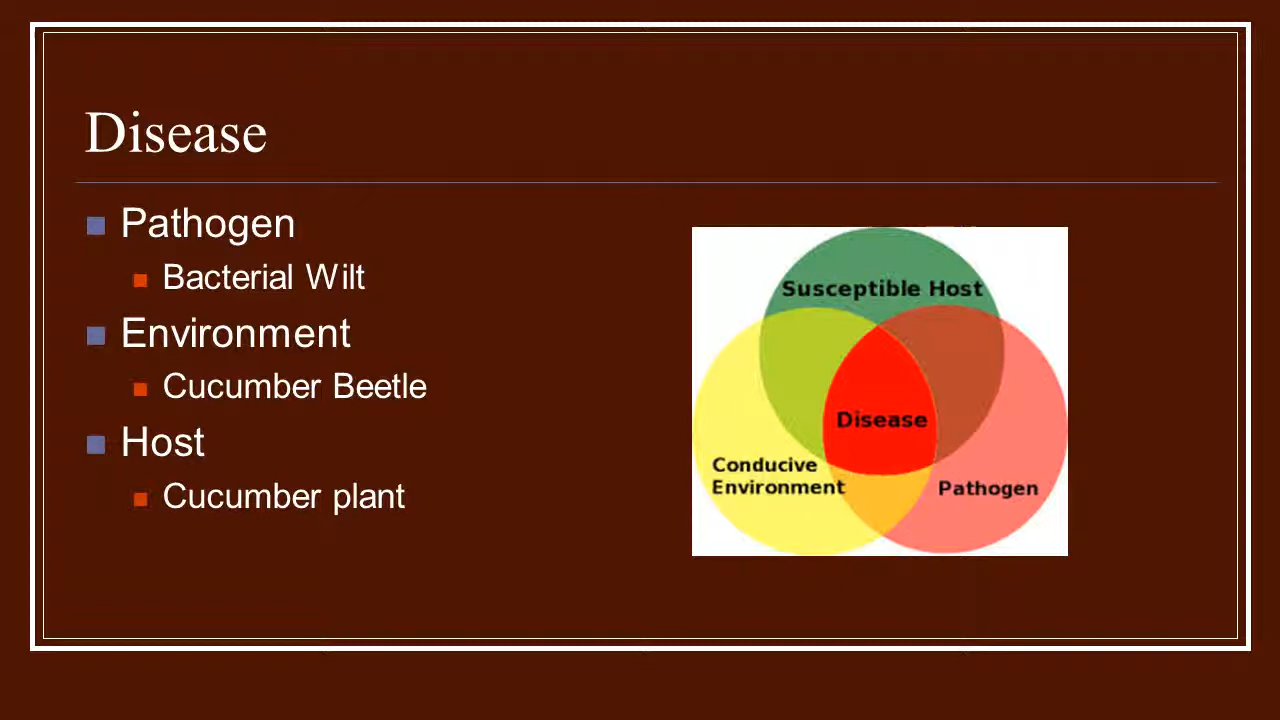 Disease
Pathogen
Bacterial Wilt
Environment
Cucumber Beetle
Host
Cucumber plant
Susceptible Host
Disease
Conducive
Environment
Pathogen